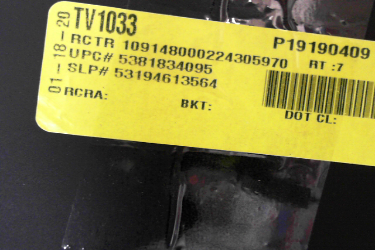 01-18-20
TV1033
P19190409
RCTR 109148000224305970 RT :7
UPC# 5381834095
SLP# 53194613564
RCRA: BKT: DOT CL: